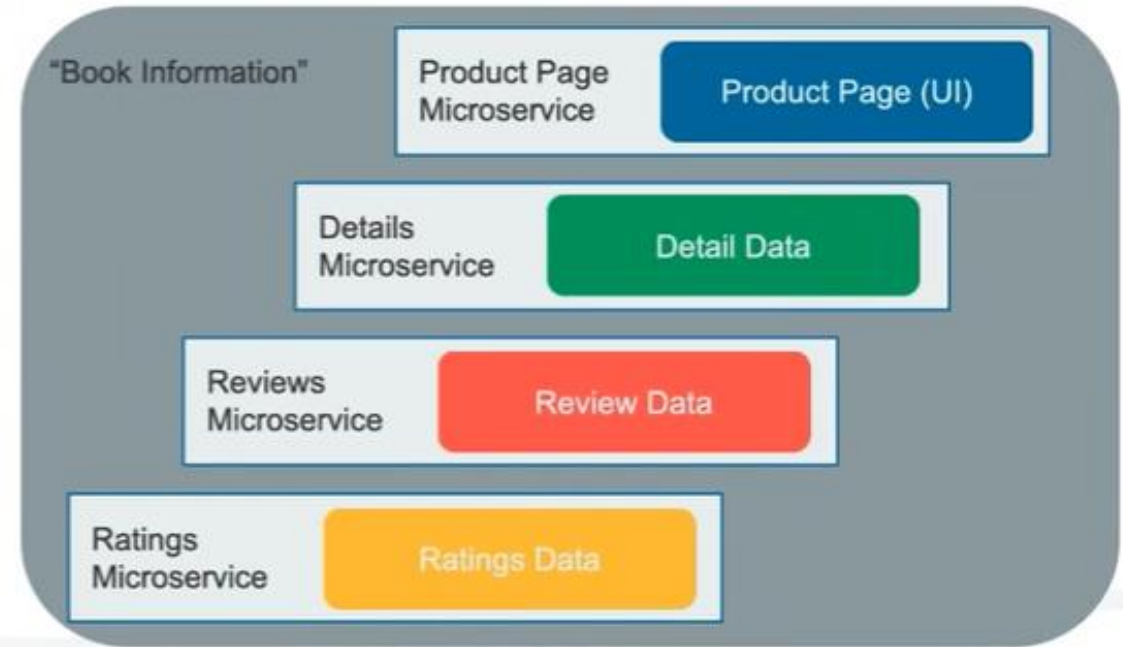 “Book Information”
Product Page
Microservice
Product Page (UI)
Details
Microservice
Detail Data
Reviews
Microservice
Review Data
Ratings
Microservice
Ratings Data